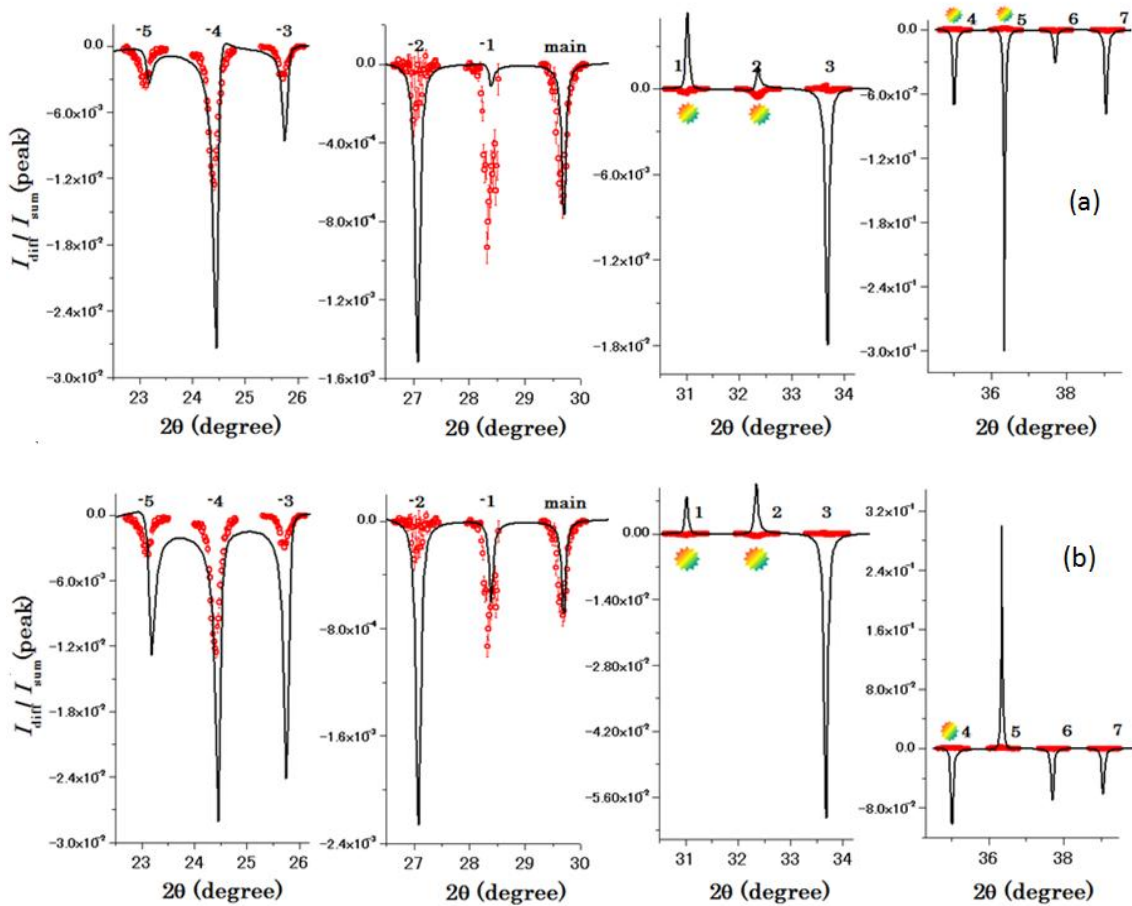 -5 -4 -3
0.0
-6.0x10⁻³
-1.2x10⁻²
-1.8x10⁻²
-2.4x10⁻²
-3.0x10⁻²
23 24 25 26
2θ (degree)
I_diff / I_sum (peak)
-2 -1 main
0.0
-4.0x10⁻⁴
-8.0x10⁻⁴
-1.2x10⁻³
-1.6x10⁻³
27 28 29 30
2θ (degree)
1 2 3
0.0
-6.0x10⁻³
-1.2x10⁻²
-1.8x10⁻²
31 32 33 34
2θ (degree)
4 5 6 7
0.0
-6.0x10⁻²
-1.2x10⁻¹
-1.8x10⁻¹
-2.4x10⁻¹
-3.0x10⁻¹
36 38
2θ (degree)
(a)
-5 -4 -3
0.0
-6.0x10⁻³
-1.2x10⁻²
-1.8x10⁻²
-2.4x10⁻²
-3.0x10⁻²
23 24 25 26
2θ (degree)
I_diff / I_sum (peak)
-2 -1 main
0.0
-8.0x10⁻⁴
-1.6x10⁻³
-2.4x10⁻³
27 28 29 30
2θ (degree)
1 2 3
0.00
-1.40x10⁻²
-2.80x10⁻²
-4.20x10⁻²
-5.60x10⁻²
31 32 33 34
2θ (degree)
3.2x10⁻¹
2.4x10⁻¹
1.6x10⁻¹
8.0x10⁻²
0.0
-8.0x10⁻²
4 5 6 7
36 38
2θ (degree)
(b)